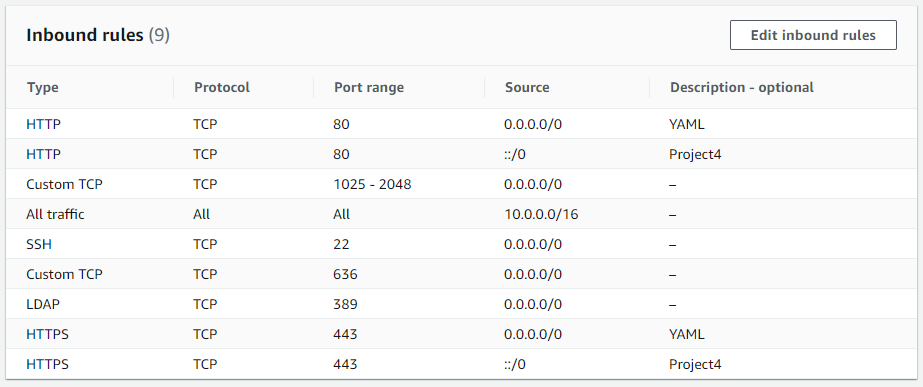 Inbound rules (9) Edit inbound rules
Type Protocol Port range Source Description - optional
HTTP TCP 80 0.0.0.0/0 YAML
HTTP TCP 80 ::/0 Project4
Custom TCP TCP 1025 - 2048 0.0.0.0/0 –
All traffic All All 10.0.0.0/16 –
SSH TCP 22 0.0.0.0/0 –
Custom TCP TCP 636 0.0.0.0/0 –
LDAP TCP 389 0.0.0.0/0 –
HTTPS TCP 443 0.0.0.0/0 YAML
HTTPS TCP 443 ::/0 Project4